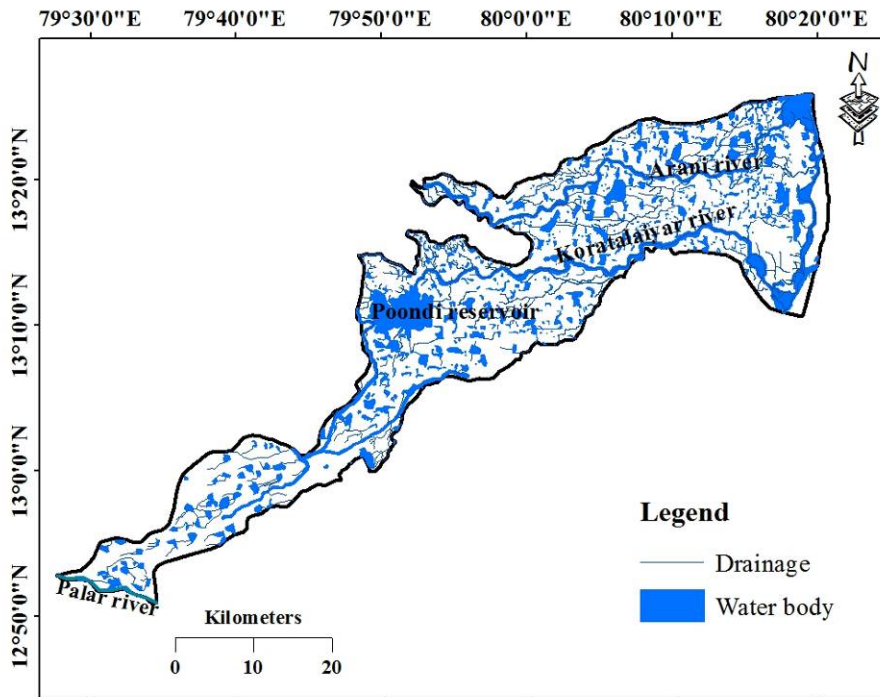 79°30'0"E 79°40'0"E 79°50'0"E 80°0'0"E 80°10'0"E 80°20'0"E
N
13°20'0"N
Arani river
Koratalaiyar river
13°10'0"N
Poondi reservoir
13°0'0"N
Legend
Drainage
Water body
Palar river
12°50'0"N
Kilometers
0 10 20